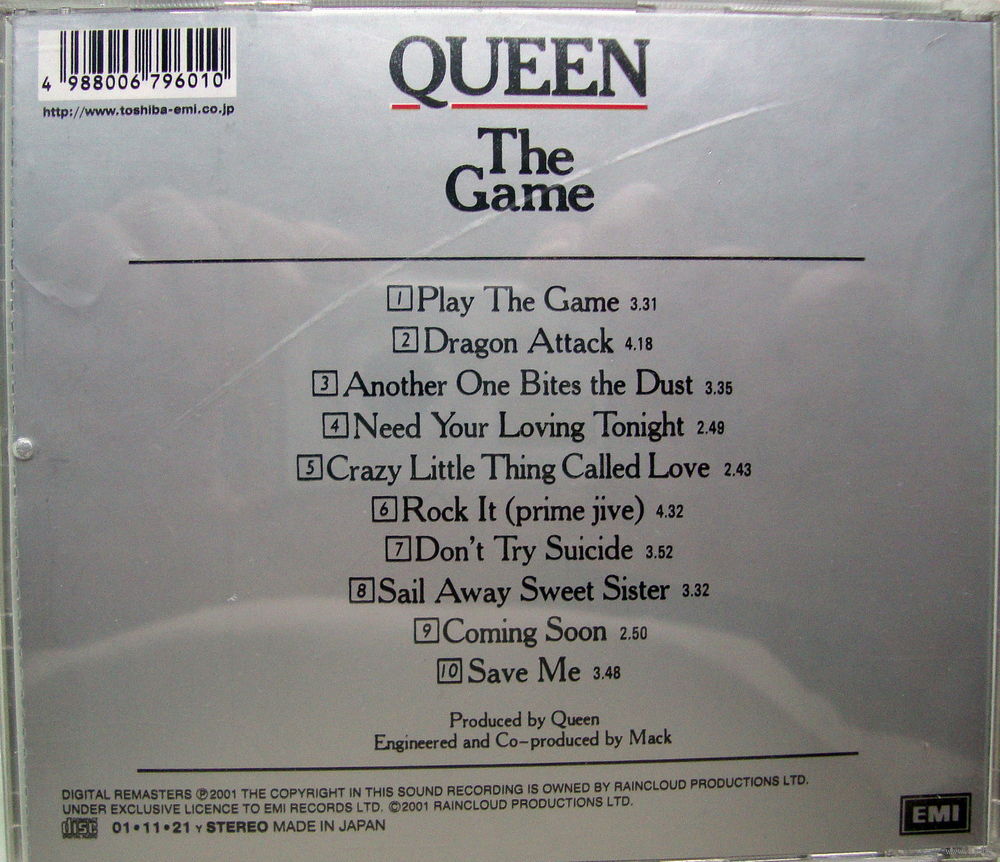 4 988006 796010
http://www.toshiba-emi.co.jp
QUEEN
The
Game
1 Play The Game 3.31
2 Dragon Attack 4.18
3 Another One Bites the Dust 3.35
4 Need Your Loving Tonight 2.49
5 Crazy Little Thing Called Love 2.43
6 Rock It (prime jive) 4.32
7 Don't Try Suicide 3.52
8 Sail Away Sweet Sister 3.32
9 Coming Soon 2.50
10 Save Me 3.48
Produced by Queen
Engineered and Co-produced by Mack
DIGITAL REMASTERS ℗2001 THE COPYRIGHT IN THIS SOUND RECORDING IS OWNED BY RAINCLOUD PRODUCTIONS LTD.
UNDER EXCLUSIVE LICENCE TO EMI RECORDS LTD. ©2001 RAINCLOUD PRODUCTIONS LTD.
disc 01•11•21 Y STEREO MADE IN JAPAN
EMI